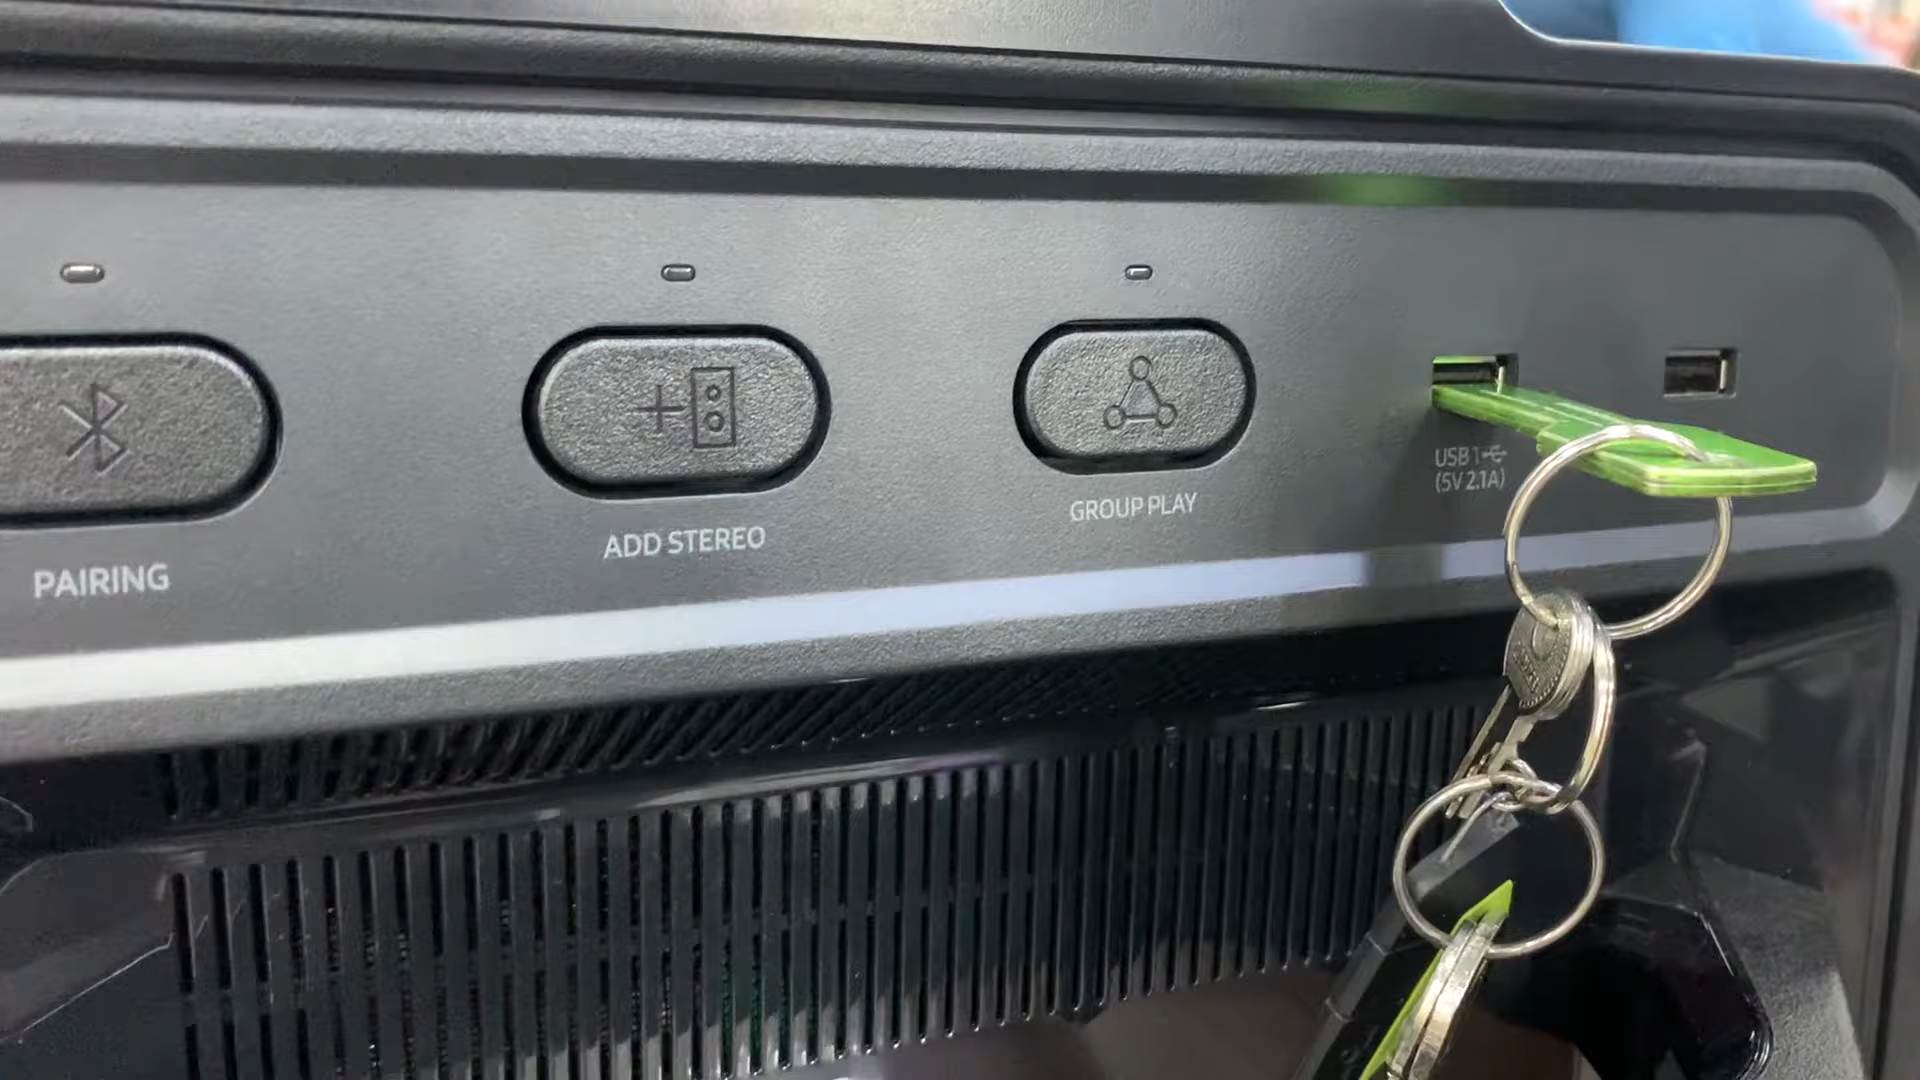 PAIRING
ADD STEREO
GROUP PLAY
USB 1
(5V 2.1A)